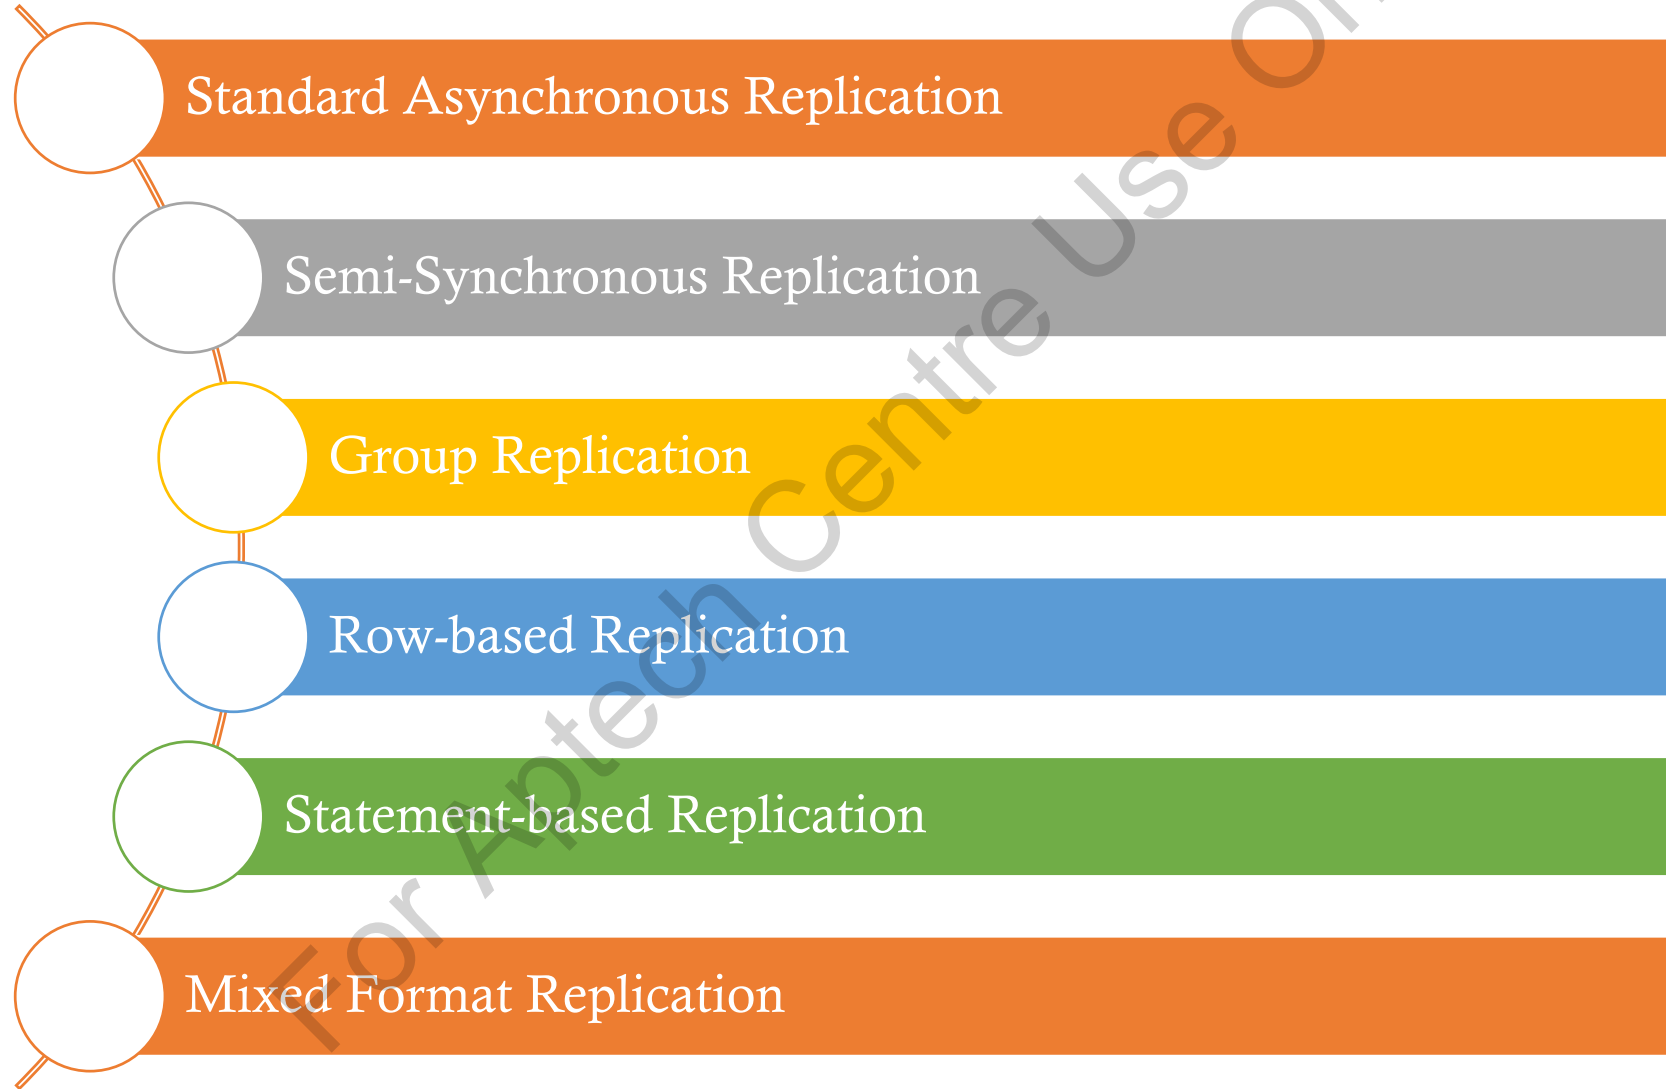 Standard Asynchronous Replication
Semi-Synchronous Replication
Group Replication
Row-based Replication
Statement-based Replication
Mixed Format Replication
For Aptech Centre Use